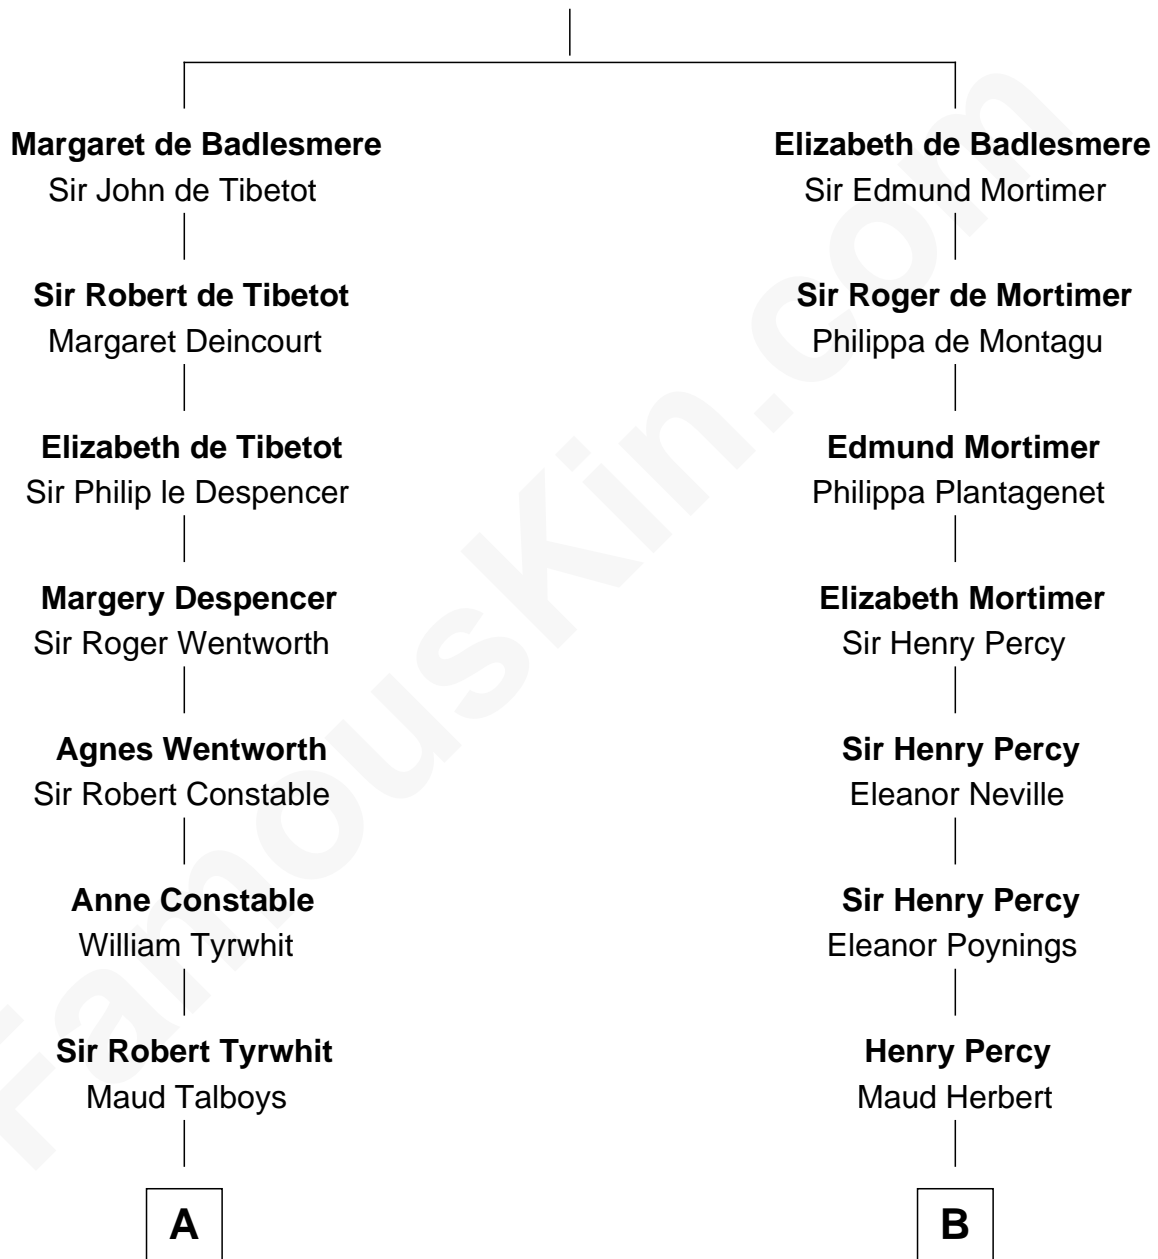 Margaret de Badlesmere
Sir John de Tibetot
Sir Robert de Tibetot
Margaret Deincourt
Elizabeth de Tibetot
Sir Philip le Despencer
Margery Despencer
Sir Roger Wentworth
Agnes Wentworth
Sir Robert Constable
Anne Constable
William Tyrwhit
Sir Robert Tyrwhit
Maud Talboys
A
Elizabeth de Badlesmere
Sir Edmund Mortimer
Sir Roger de Mortimer
Philippa de Montagu
Edmund Mortimer
Philippa Plantagenet
Elizabeth Mortimer
Sir Henry Percy
Sir Henry Percy
Eleanor Neville
Sir Henry Percy
Eleanor Poynings
Henry Percy
Maud Herbert
B
FamousKin.com